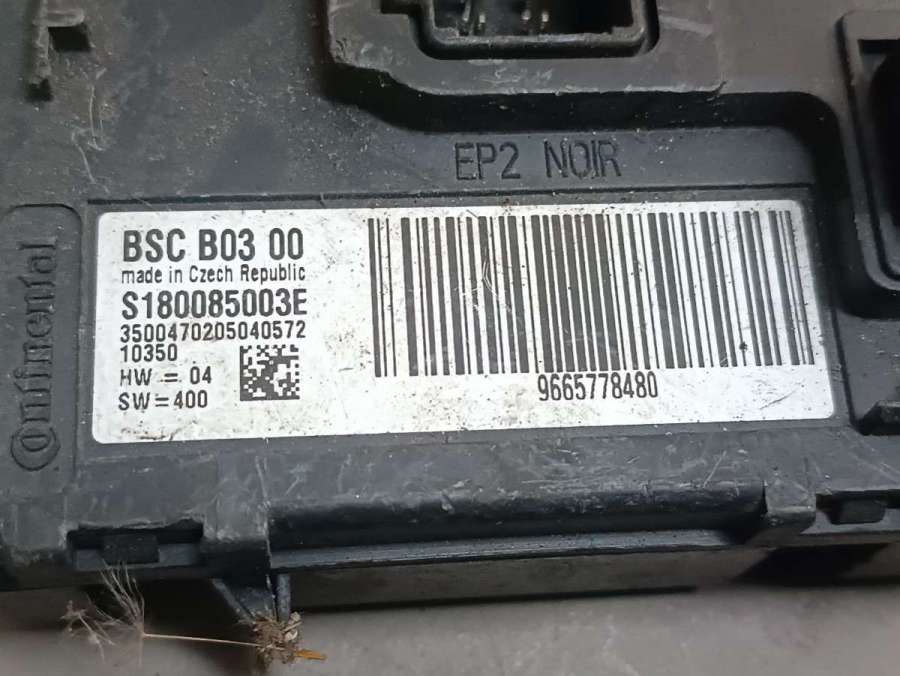 EP2 NOIR
Continental
BSC B03 00
made in Czech Republic
S180085003E
3500470205040572
10350
HW = 04
SW=400
9665778480